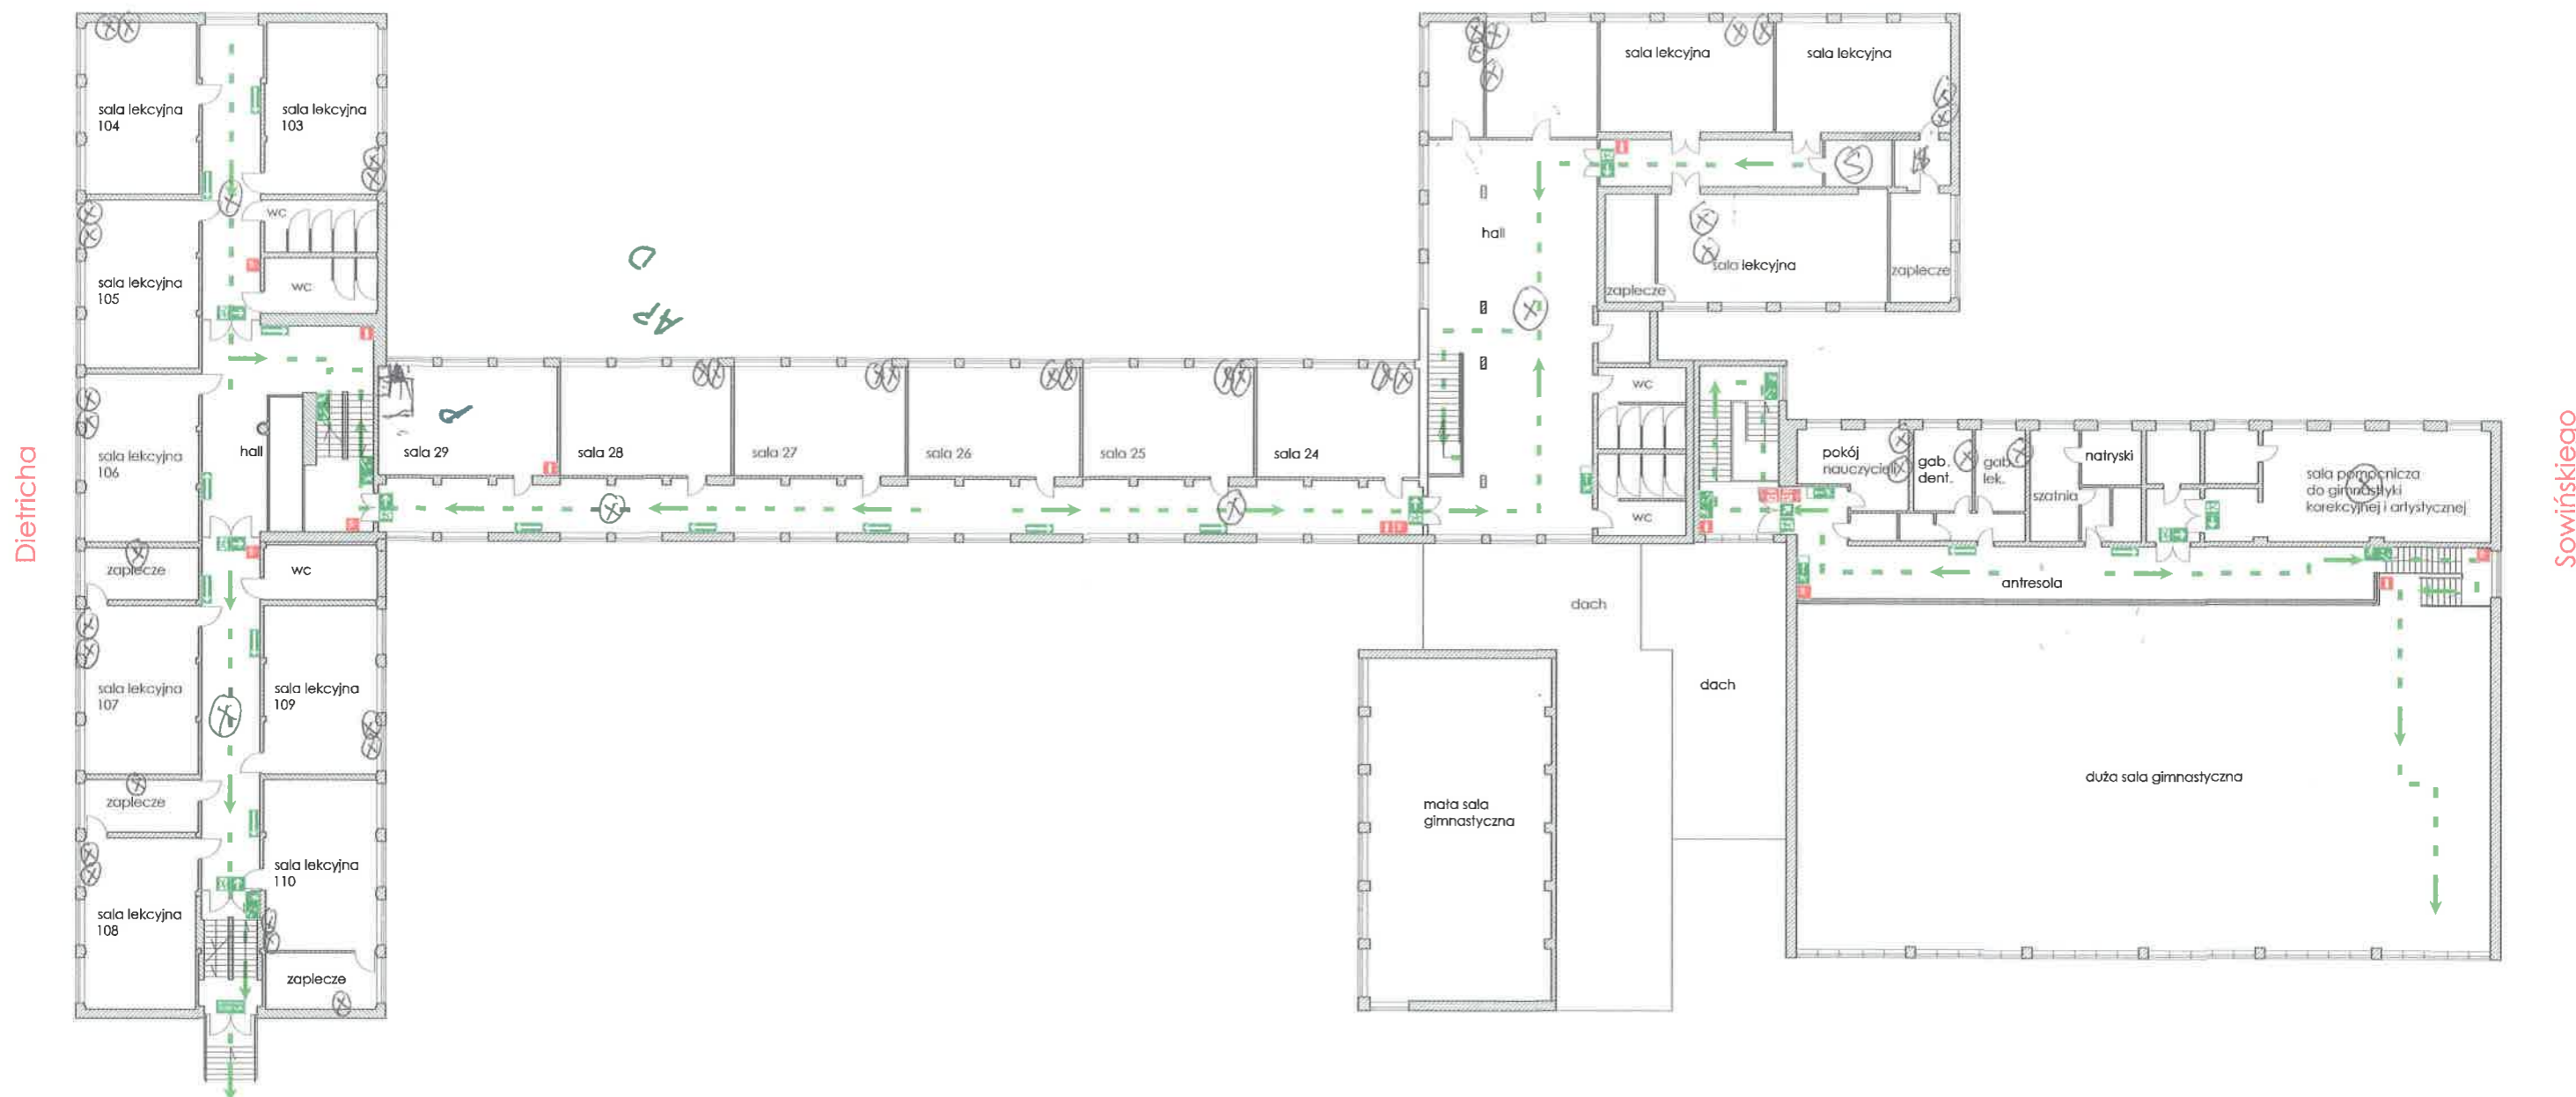 Dietricha
sala lekcyjna
104
sala lekcyjna
103
sala lekcyjna
105
wc
wc
sala lekcyjna
106
hall
zaplecze
wc
sala lekcyjna
107
sala lekcyjna
109
zaplecze
sala lekcyjna
108
sala lekcyjna
110
zaplecze
D
AP
d
sala 29
sala 28
sala 27
sala 26
sala 25
sala 24
hall
sala lekcyjna
sala lekcyjna
S
sala lekcyjna
zaplecze
zaplecze
wc
wc
dach
dach
mała sala
gimnastyczna
pokój
nauczycieli
gab.
dent.
gab.
lek.
szatnia
natryski
sala pomocnicza
do gimnastyki
korekcyjnej i artystycznej
antresola
duża sala gimnastyczna
Sowińskiego